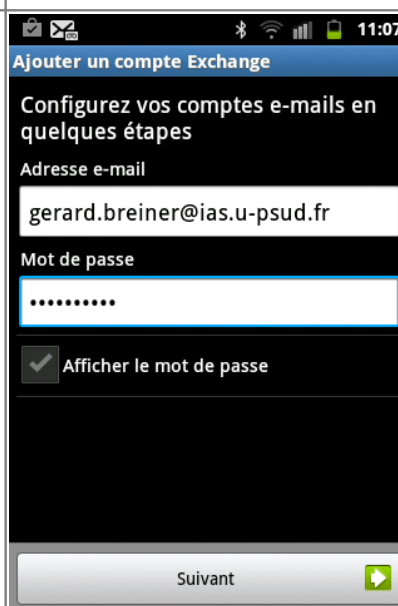 11:07
Ajouter un compte Exchange
Configurez vos comptes e-mails en
quelques étapes
Adresse e-mail
gerard.breiner@ias.u-psud.fr
Mot de passe
••••••••••
Afficher le mot de passe
Suivant